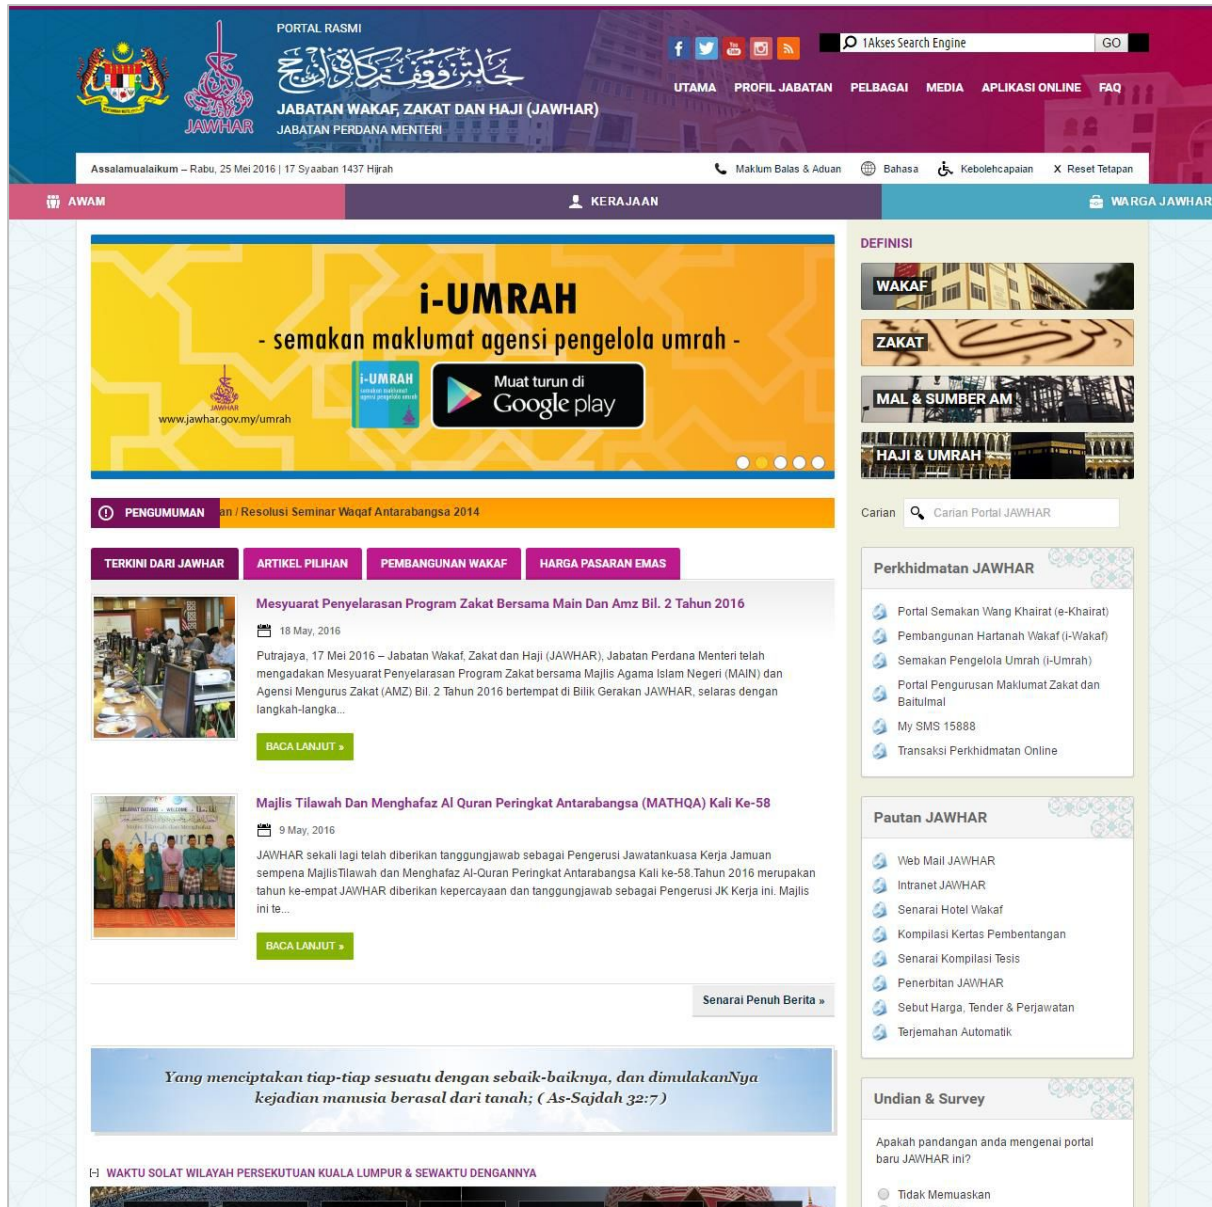 PORTAL RASMI
JAWHAR
JABATAN WAKAF, ZAKAT DAN HAJI (JAWHAR)
JABATAN PERDANA MENTERI
1Akses Search Engine
GO
UTAMA PROFIL JABATAN PELBAGAI MEDIA APLIKASI ONLINE FAQ
Assalamualaikum – Rabu, 25 Mei 2016 | 17 Syaaban 1437 Hijrah
Maklum Balas & Aduan Bahasa Kebolehcapaian X Reset Tetapan
AWAM KERAJAAN WARGA JAWHAR
i-UMRAH
- semakan maklumat agensi pengelola umrah -
i-UMRAH
Muat turun di
Google play
JAWHAR
www.jawhar.gov.my/umrah
PENGUMUMAN an / Resolusi Seminar Waqaf Antarabangsa 2014
TERKINI DARI JAWHAR ARTIKEL PILIHAN PEMBANGUNAN WAKAF HARGA PASARAN EMAS
Mesyuarat Penyelarasan Program Zakat Bersama Main Dan Amz Bil. 2 Tahun 2016
18 May, 2016
Putrajaya, 17 Mei 2016 – Jabatan Wakaf, Zakat dan Haji (JAWHAR), Jabatan Perdana Menteri telah
mengadakan Mesyuarat Penyelarasan Program Zakat bersama Majlis Agama Islam Negeri (MAIN) dan
Agensi Mengurus Zakat (AMZ) Bil. 2 Tahun 2016 bertempat di Bilik Gerakan JAWHAR, selaras dengan
langkah-langka...
BACA LANJUT »
Majlis Tilawah Dan Menghafaz Al Quran Peringkat Antarabangsa (MATHQA) Kali Ke-58
9 May, 2016
JAWHAR sekali lagi telah diberikan tanggungjawab sebagai Pengerusi Jawatankuasa Kerja Jamuan
sempena MajlisTilawah dan Menghafaz Al-Quran Peringkat Antarabangsa Kali ke-58.Tahun 2016 merupakan
tahun ke-empat JAWHAR diberikan kepercayaan dan tanggungjawab sebagai Pengerusi JK Kerja ini. Majlis
ini te...
BACA LANJUT »
Senarai Penuh Berita »
Yang menciptakan tiap-tiap sesuatu dengan sebaik-baiknya, dan dimulakanNya
kejadian manusia berasal dari tanah; ( As-Sajdah 32:7 )
[-] WAKTU SOLAT WILAYAH PERSEKUTUAN KUALA LUMPUR & SEWAKTU DENGANNYA
DEFINISI
WAKAF
ZAKAT
MAL & SUMBER AM
HAJI & UMRAH
Carian Carian Portal JAWHAR
Perkhidmatan JAWHAR
Portal Semakan Wang Khairat (e-Khairat)
Pembangunan Hartanah Wakaf (i-Wakaf)
Semakan Pengelola Umrah (i-Umrah)
Portal Pengurusan Maklumat Zakat dan
Baitulmal
My SMS 15888
Transaksi Perkhidmatan Online
Pautan JAWHAR
Web Mail JAWHAR
Intranet JAWHAR
Senarai Hotel Wakaf
Kompilasi Kertas Pembentangan
Senarai Kompilasi Tesis
Penerbitan JAWHAR
Sebut Harga, Tender & Perjawatan
Terjemahan Automatik
Undian & Survey
Apakah pandangan anda mengenai portal
baru JAWHAR ini?
Tidak Memuaskan